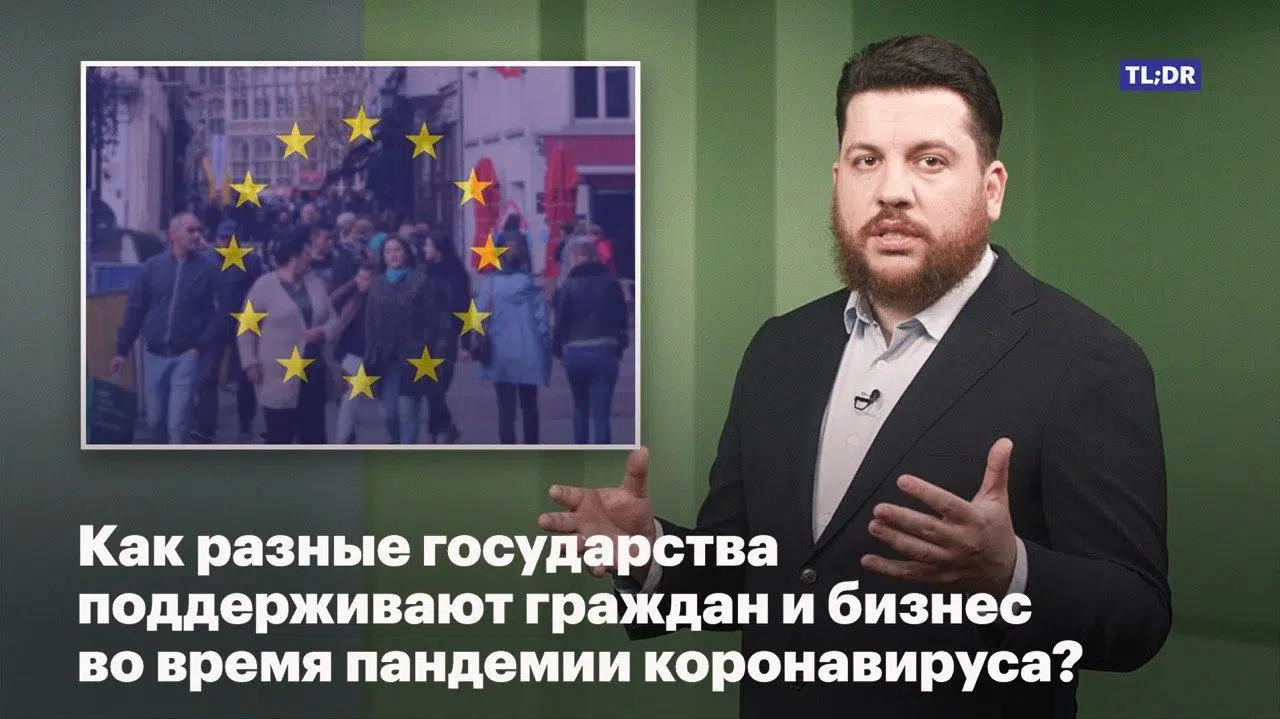 TL;DR
Как разные государства
поддерживают граждан и бизнес
во время пандемии коронавируса?